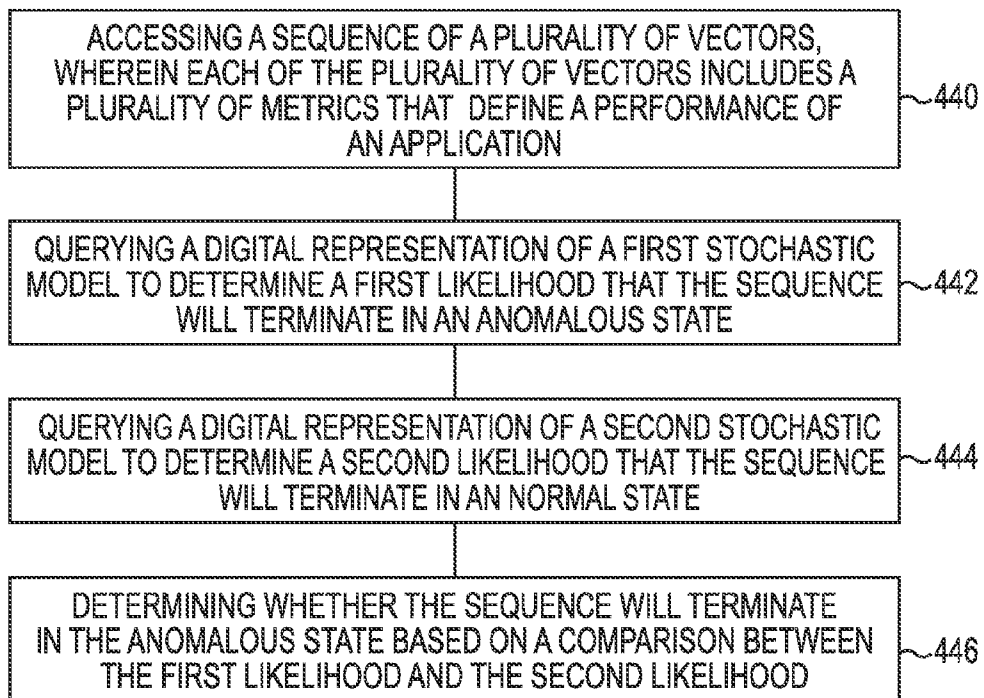 ACCESSING A SEQUENCE OF A PLURALITY OF VECTORS,
WHEREIN EACH OF THE PLURALITY OF VECTORS INCLUDES A
PLURALITY OF METRICS THAT DEFINE A PERFORMANCE OF
AN APPLICATION
440
QUERYING A DIGITAL REPRESENTATION OF A FIRST STOCHASTIC
MODEL TO DETERMINE A FIRST LIKELIHOOD THAT THE SEQUENCE
WILL TERMINATE IN AN ANOMALOUS STATE
442
QUERYING A DIGITAL REPRESENTATION OF A SECOND STOCHASTIC
MODEL TO DETERMINE A SECOND LIKELIHOOD THAT THE SEQUENCE
WILL TERMINATE IN AN NORMAL STATE
444
DETERMINING WHETHER THE SEQUENCE WILL TERMINATE
IN THE ANOMALOUS STATE BASED ON A COMPARISON BETWEEN
THE FIRST LIKELIHOOD AND THE SECOND LIKELIHOOD
446